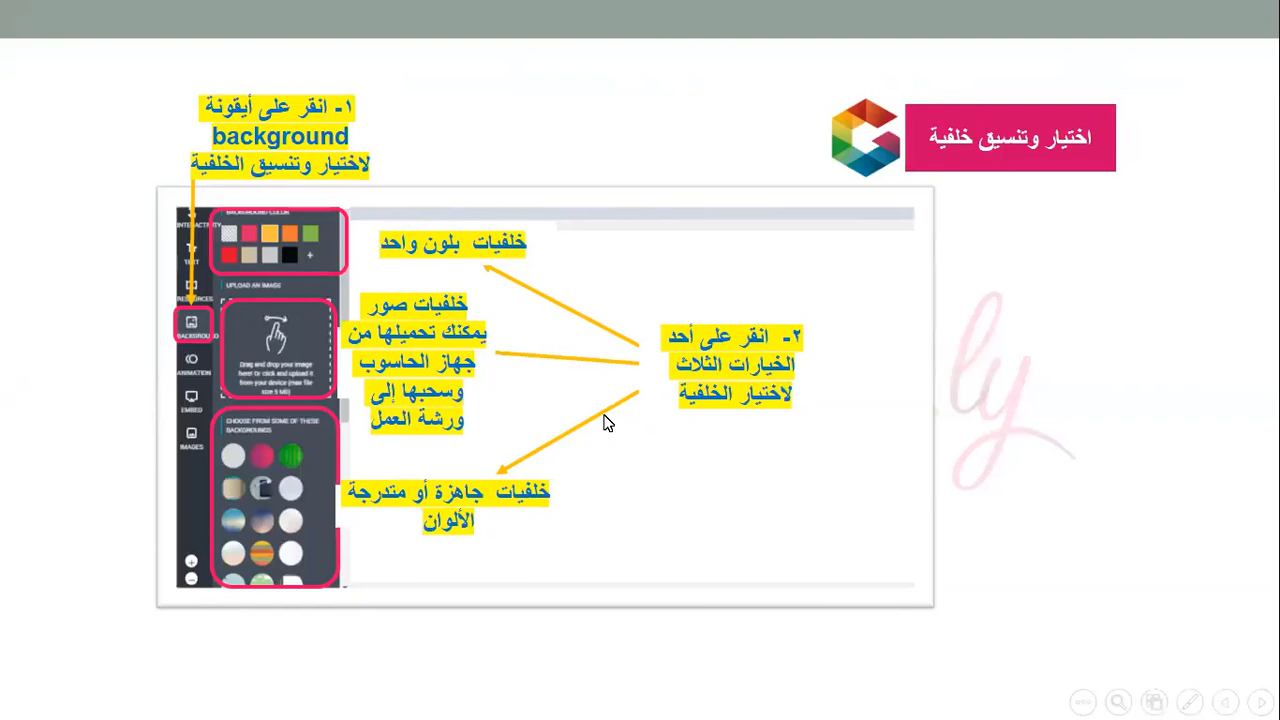 اختيار وتنسيق خلفية
١- انقر على أيقونة
background
لاختيار وتنسيق الخلفية
٢- انقر على أحد
الخيارات الثلاث
لاختيار الخلفية
خلفيات بلون واحد
خلفيات صور
يمكنك تحميلها من
جهاز الحاسوب
وسحبها إلى
ورشة العمل
خلفيات جاهزة أو متدرجة
الألوان
INTERACTIVITY
TEXT
RESOURCES
BACKGROUND
ANIMATION
EMBED
IMAGES
BACKGROUND COLOR
UPLOAD AN IMAGE
Drag and drop your image
here! Or click and upload it
from your device (max file
size 5 MB)
CHOOSE FROM SOME OF THESE
BACKGROUNDS
ly